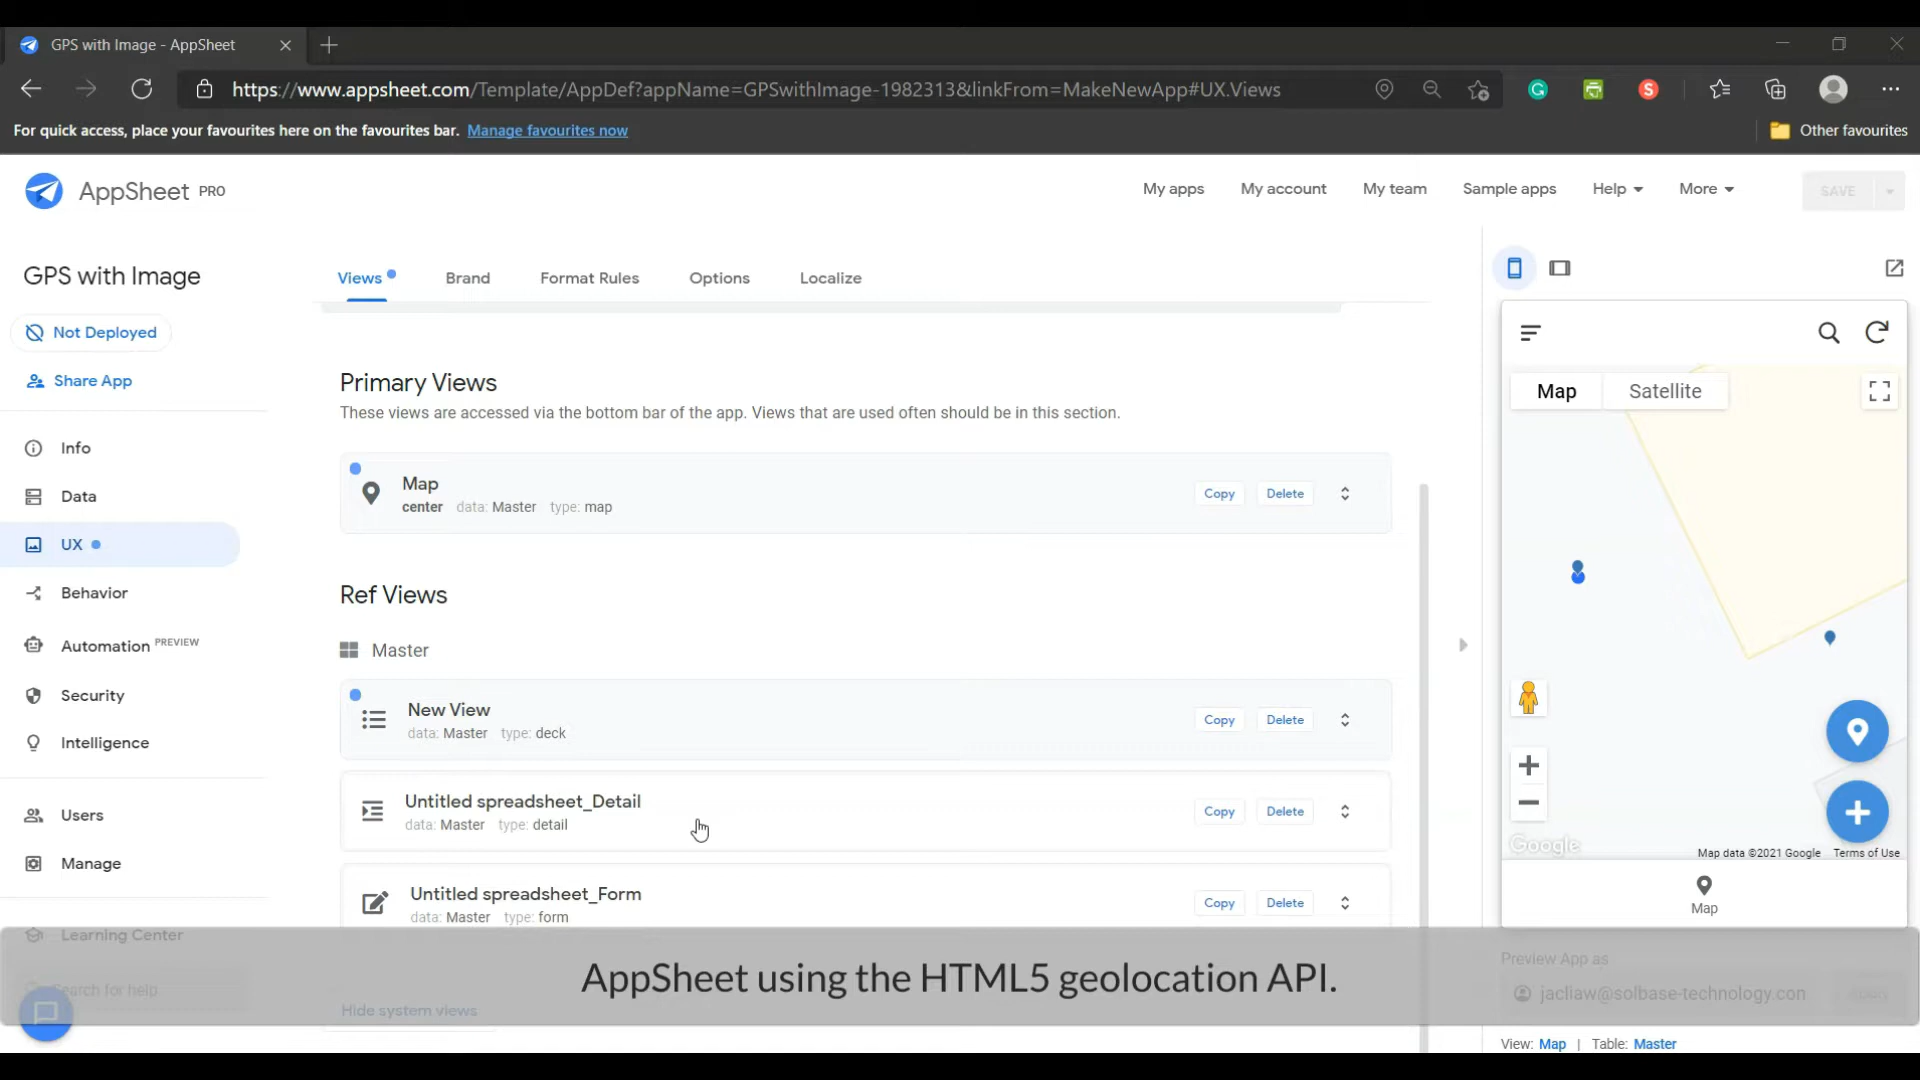 GPS with Image - AppSheet
https://www.appsheet.com/Template/AppDef?appName=GPSwithImage-1982313&linkFrom=MakeNewApp#UX.Views
For quick access, place your favourites here on the favourites bar. Manage favourites now
Other favourites
AppSheet PRO
My apps
My account
My team
Sample apps
Help
More
SAVE
GPS with Image
Not Deployed
Share App
Info
Data
UX
Behavior
Automation PREVIEW
Security
Intelligence
Users
Manage
Learning Center
Search for help
Views
Brand
Format Rules
Options
Localize
Primary Views
These views are accessed via the bottom bar of the app. Views that are used often should be in this section.
Map
center data: Master type: map
Copy
Delete
Ref Views
Master
New View
data: Master type: deck
Copy
Delete
Untitled spreadsheet_Detail
data: Master type: detail
Copy
Delete
Untitled spreadsheet_Form
data: Master type: form
Copy
Delete
Hide system views
Map
Satellite
Google
Map data ©2021 Google
Terms of Use
Map
Preview App as
jacliaw@solbase-technology.con
View: Map | Table: Master
AppSheet using the HTML5 geolocation API.